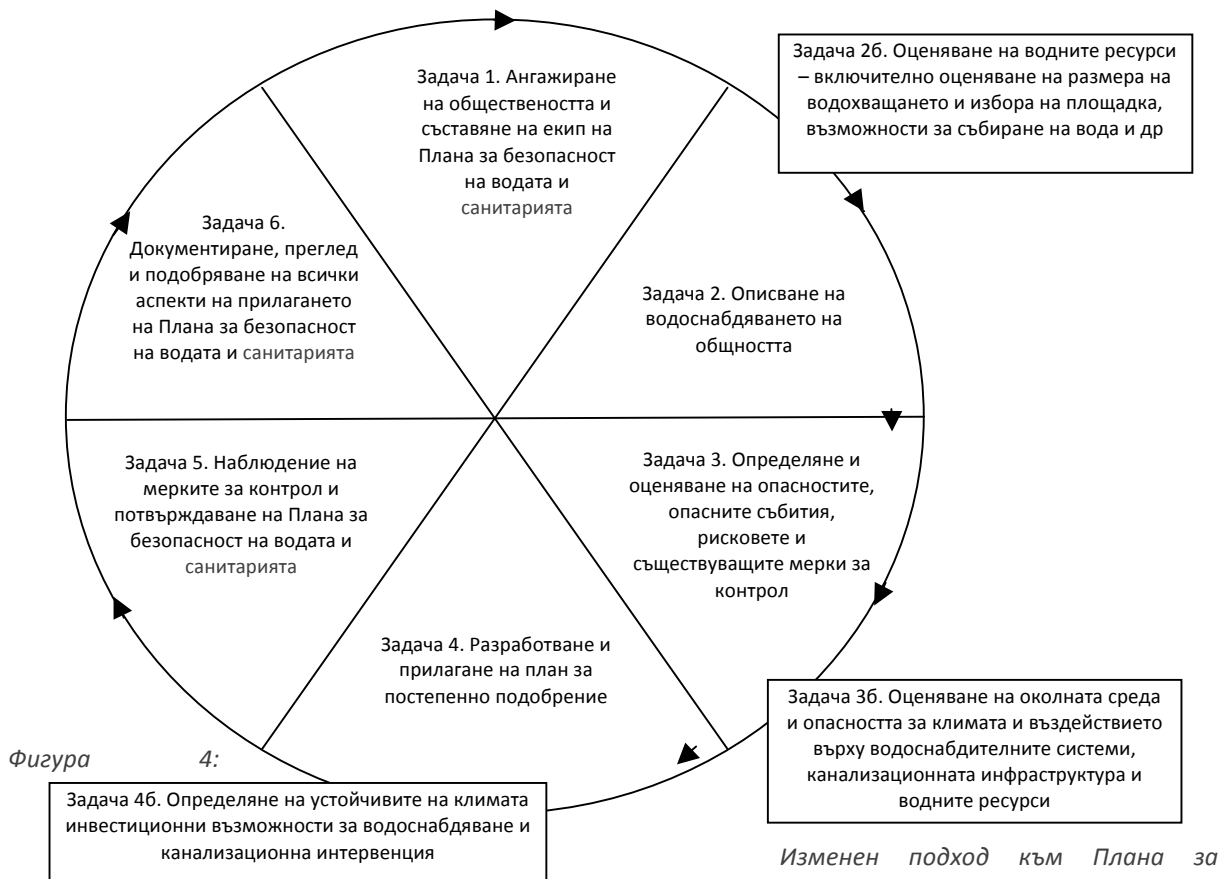 Задача 1. Ангажиране
на обществеността и
съставяне на екип на
Плана за безопасност
на водата и
санитарията
Задача 2б. Оценяване на водните ресурси
– включително оценяване на размера на
водохващането и избора на площадка,
възможности за събиране на вода и др
Задача 2. Описване на
водоснабдяването на
общността
Задача 3. Определяне и
оценяване на опасностите,
опасните събития,
рисковете и
съществуващите мерки за
контрол
Задача 3б. Оценяване на околната среда
и опасността за климата и въздействието
върху водоснабдителните системи,
канализационната инфраструктура и
водните ресурси
Задача 4. Разработване и
прилагане на план за
постепенно подобрение
Задача 4б. Определяне на устойчивите на климата
инвестиционни възможности за водоснабдяване и
канализационна интервенция
Задача 5. Наблюдение на
мерките за контрол и
потвърждаване на Плана за
безопасност на водата и
санитарията
Задача 6.
Документиране, преглед
и подобряване на всички
аспекти на прилагането
на Плана за безопасност
на водата и санитарията
Фигура 4:
Изменен подход към Плана за